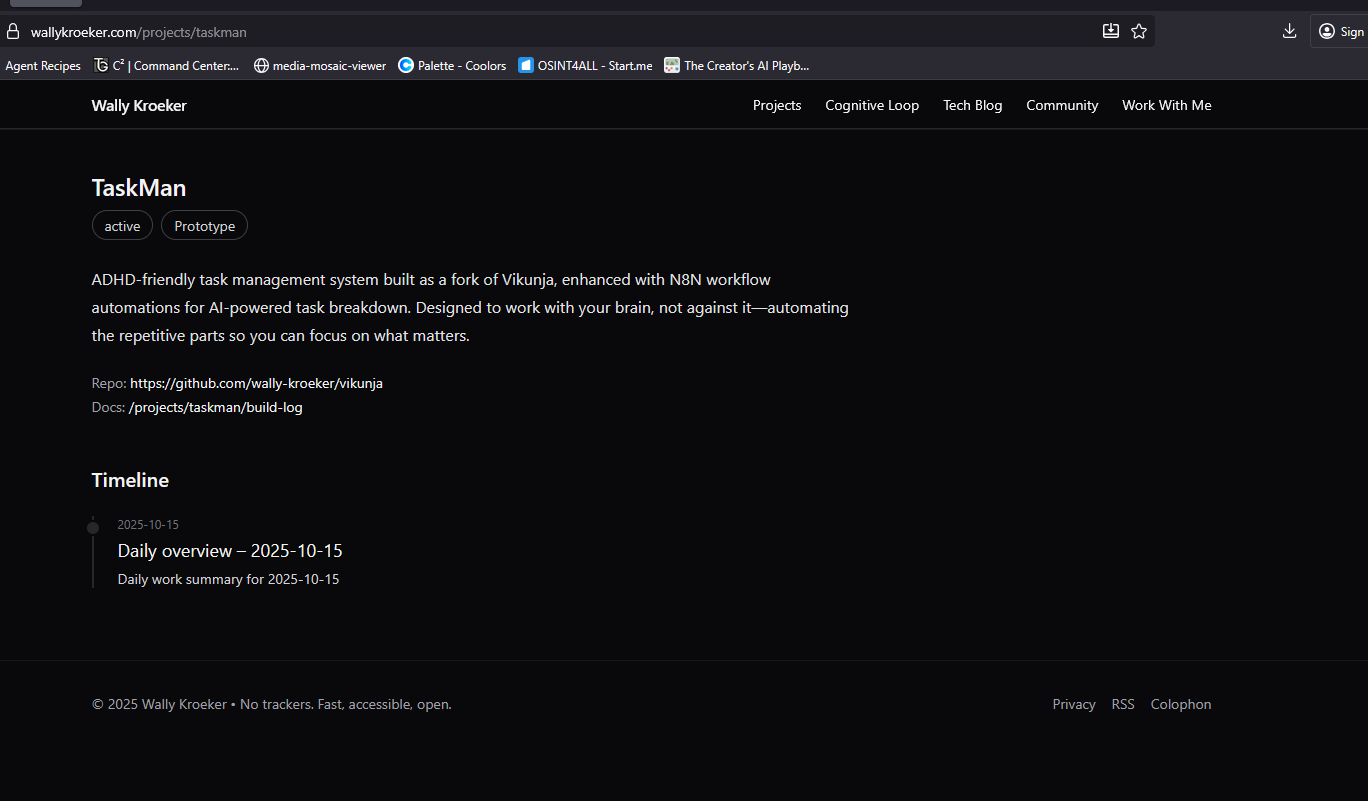 wallykroeker.com/projects/taskman
Sign
Agent Recipes
C² | Command Center:...
media-mosaic-viewer
Palette - Coolors
OSINT4ALL - Start.me
The Creator's AI Playb...
Wally Kroeker
Projects
Cognitive Loop
Tech Blog
Community
Work With Me
TaskMan
active
Prototype
ADHD-friendly task management system built as a fork of Vikunja, enhanced with N8N workflow
automations for AI-powered task breakdown. Designed to work with your brain, not against it—automating
the repetitive parts so you can focus on what matters.
Repo: https://github.com/wally-kroeker/vikunja
Docs: /projects/taskman/build-log
Timeline
2025-10-15
Daily overview – 2025-10-15
Daily work summary for 2025-10-15
© 2025 Wally Kroeker • No trackers. Fast, accessible, open.
Privacy
RSS
Colophon